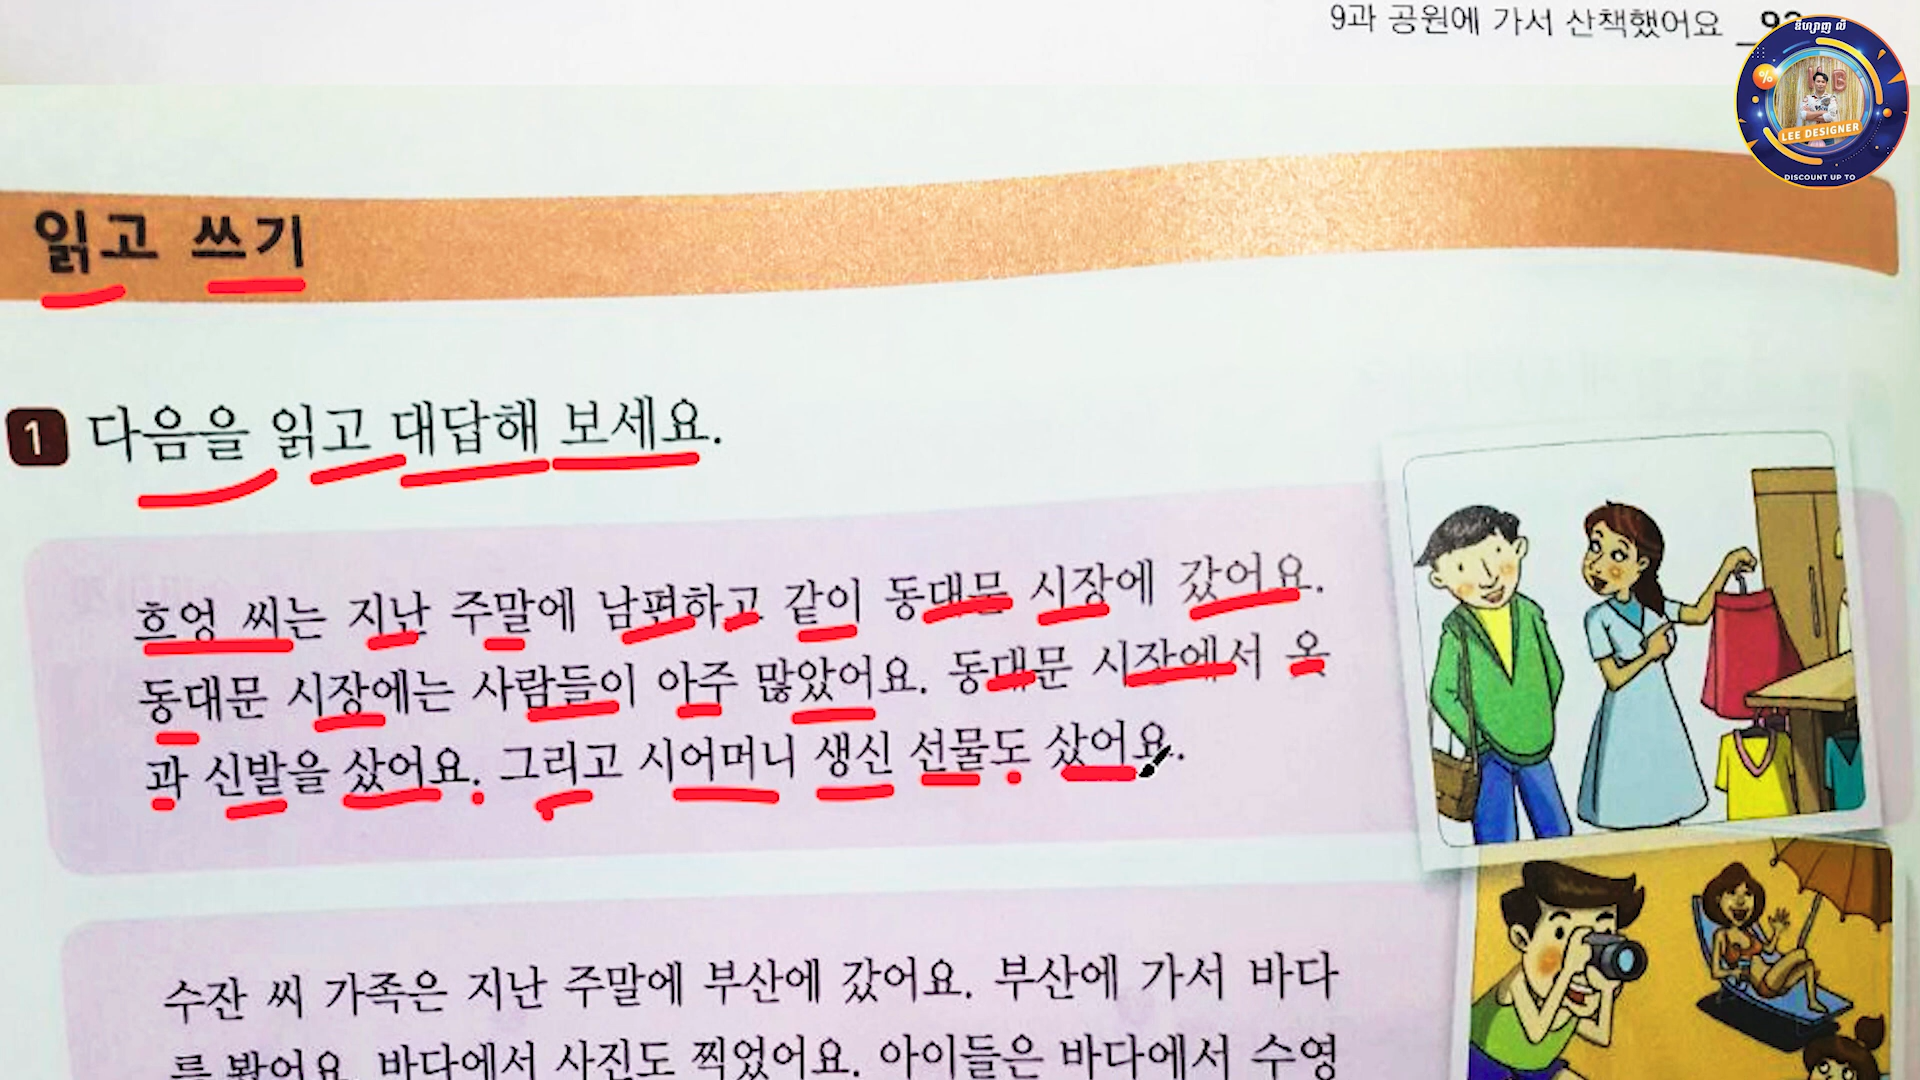 9과 공원에 가서 산책했어요
ឌីហ្សាញ លី
%
LEE DESIGNER
DISCOUNT UP TO
읽고 쓰기
1 다음을 읽고 대답해 보세요.
흐엉 씨는 지난 주말에 남편하고 같이 동대문 시장에 갔어요.
동대문 시장에는 사람들이 아주 많았어요. 동대문 시장에서 옷
과 신발을 샀어요. 그리고 시어머니 생신 선물도 샀어요.
수잔 씨 가족은 지난 주말에 부산에 갔어요. 부산에 가서 바다
를 봤어요. 바다에서 사진도 찍었어요. 아이들은 바다에서 수영